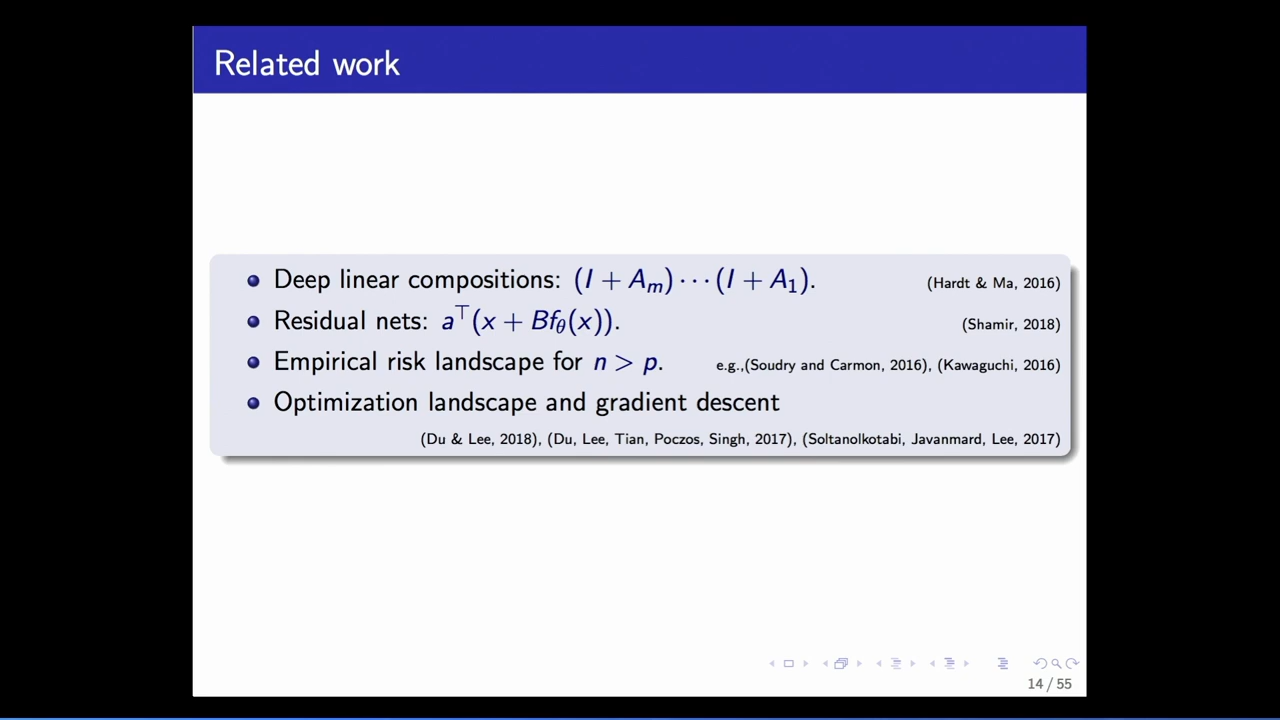 Related work
Deep linear compositions: (I + Aₘ) ⋯ (I + A₁). (Hardt & Ma, 2016)
Residual nets: a^⊤(x + Bf_θ(x)). (Shamir, 2018)
Empirical risk landscape for n > p. e.g.,(Soudry and Carmon, 2016), (Kawaguchi, 2016)
Optimization landscape and gradient descent
(Du & Lee, 2018), (Du, Lee, Tian, Poczos, Singh, 2017), (Soltanolkotabi, Javanmard, Lee, 2017)
14 / 55